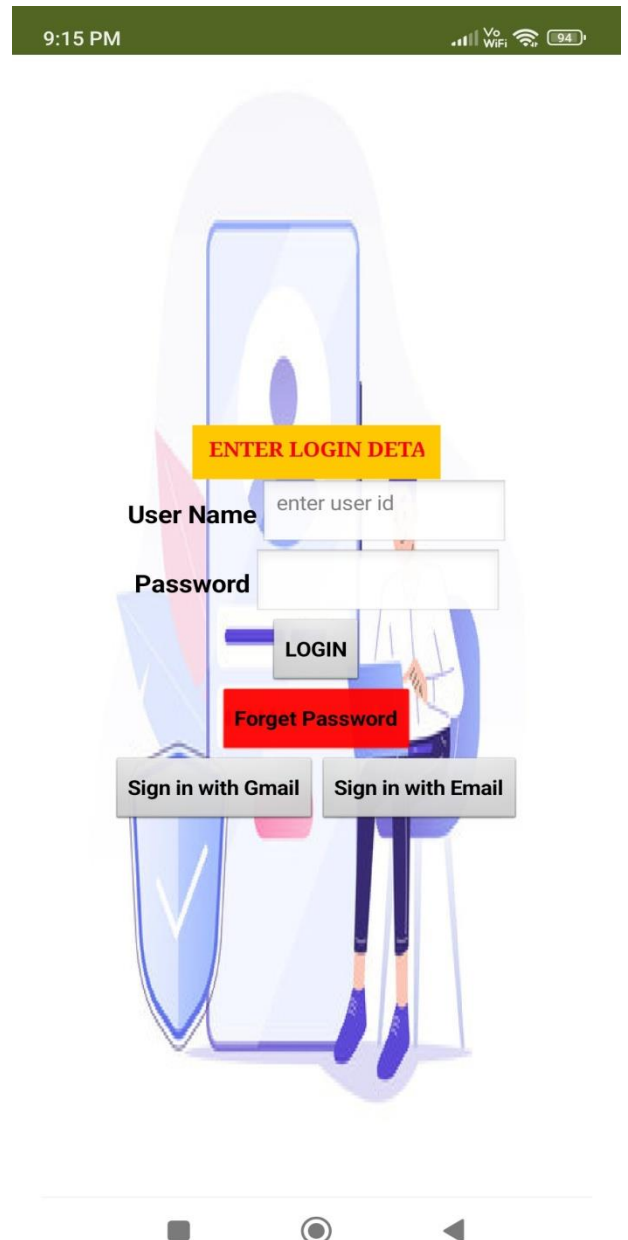 9:15 PM Vo WiFi 94
ENTER LOGIN DETA
User Name enter user id
Password
LOGIN
Forget Password
Sign in with Gmail Sign in with Email